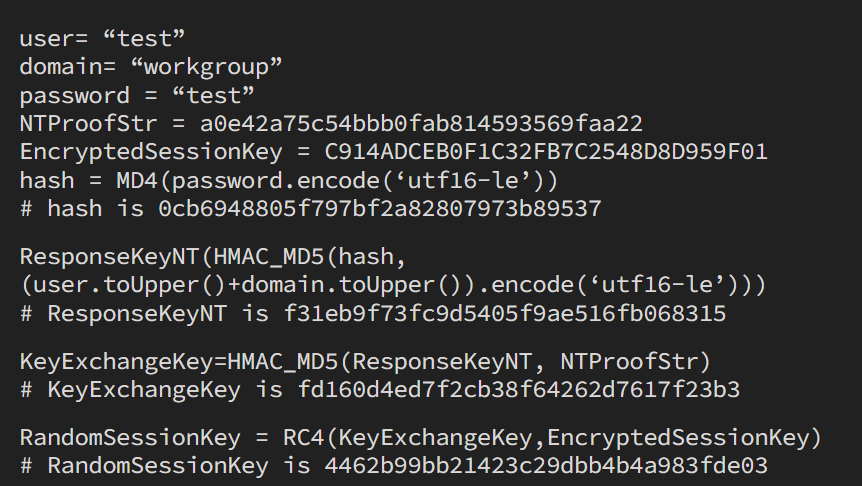 user= “test”
domain= “workgroup”
password = “test”
NTProofStr = a0e42a75c54bbb0fab814593569faa22
EncryptedSessionKey = C914ADCEB0F1C32FB7C2548D8D959F01
hash = MD4(password.encode(‘utf16-le’))
# hash is 0cb6948805f797bf2a82807973b89537
ResponseKeyNT(HMAC_MD5(hash,
(user.toUpper()+domain.toUpper()).encode(‘utf16-le’)))
# ResponseKeyNT is f31eb9f73fc9d5405f9ae516fb068315
KeyExchangeKey=HMAC_MD5(ResponseKeyNT, NTProofStr)
# KeyExchangeKey is fd160d4ed7f2cb38f64262d7617f23b3
RandomSessionKey = RC4(KeyExchangeKey,EncryptedSessionKey)
# RandomSessionKey is 4462b99bb21423c29dbb4b4a983fde03